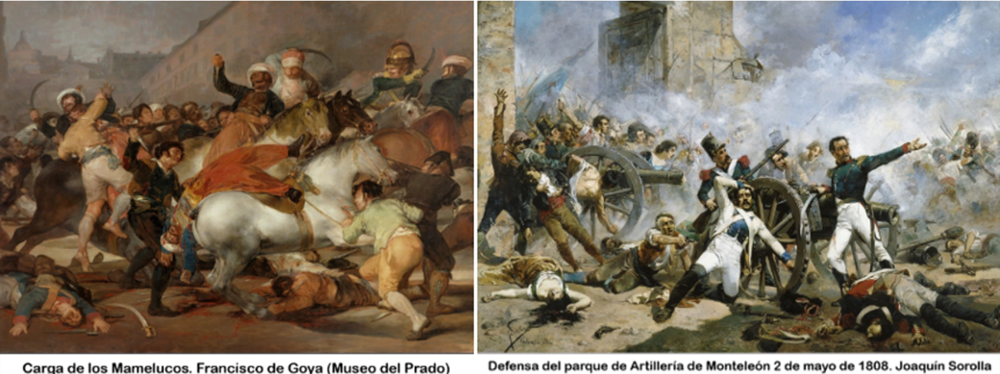 Carga de los Mamelucos. Francisco de Goya (Museo del Prado)
Defensa del parque de Artillería de Monteleón 2 de mayo de 1808. Joaquín Sorolla